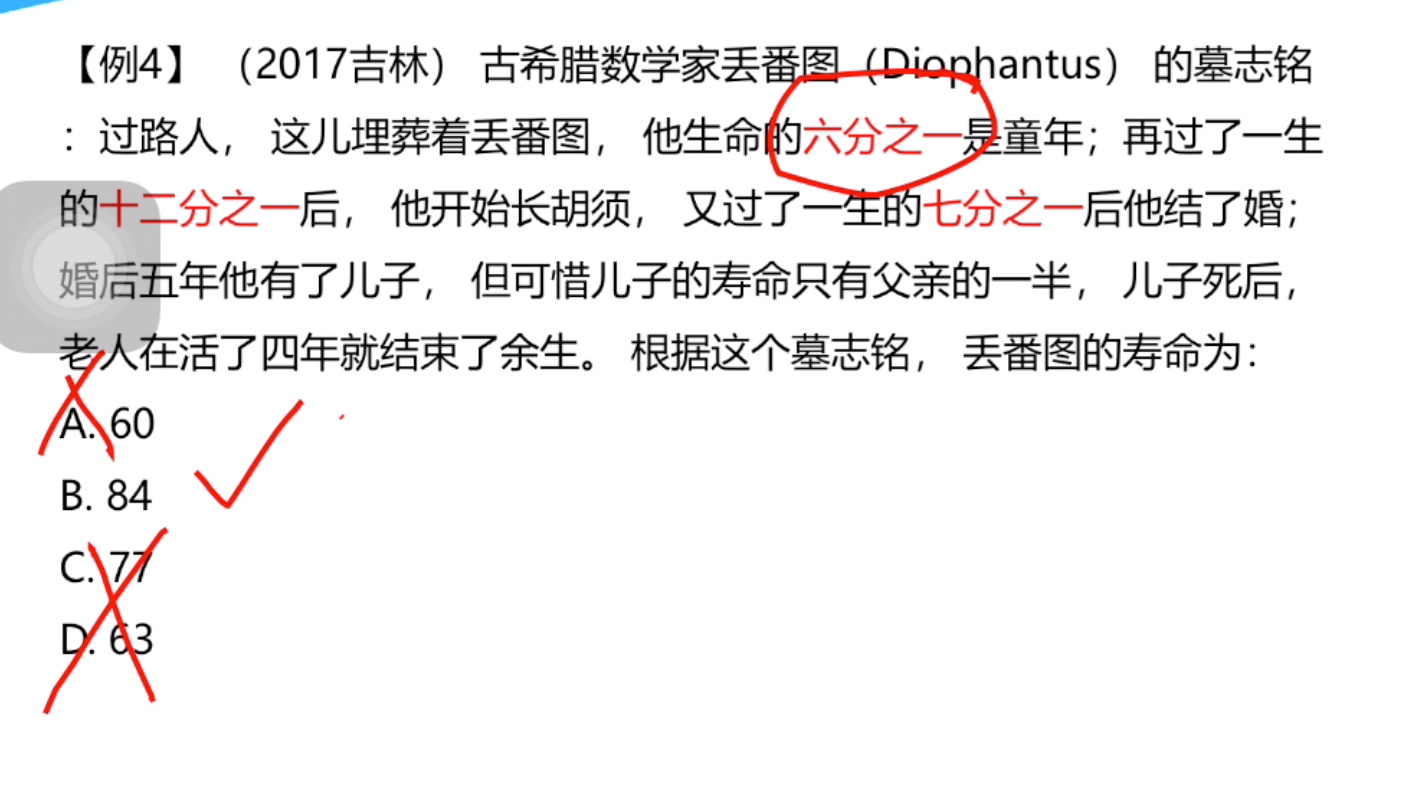 【例4】 （2017吉林） 古希腊数学家丢番图（Diophantus） 的墓志铭
：过路人， 这儿埋葬着丢番图， 他生命的六分之一是童年；再过了一生
的十二分之一后， 他开始长胡须， 又过了一生的七分之一后他结了婚；
婚后五年他有了儿子， 但可惜儿子的寿命只有父亲的一半， 儿子死后，
老人在活了四年就结束了余生。 根据这个墓志铭， 丢番图的寿命为：
A. 60
B. 84
C. 77
D. 63